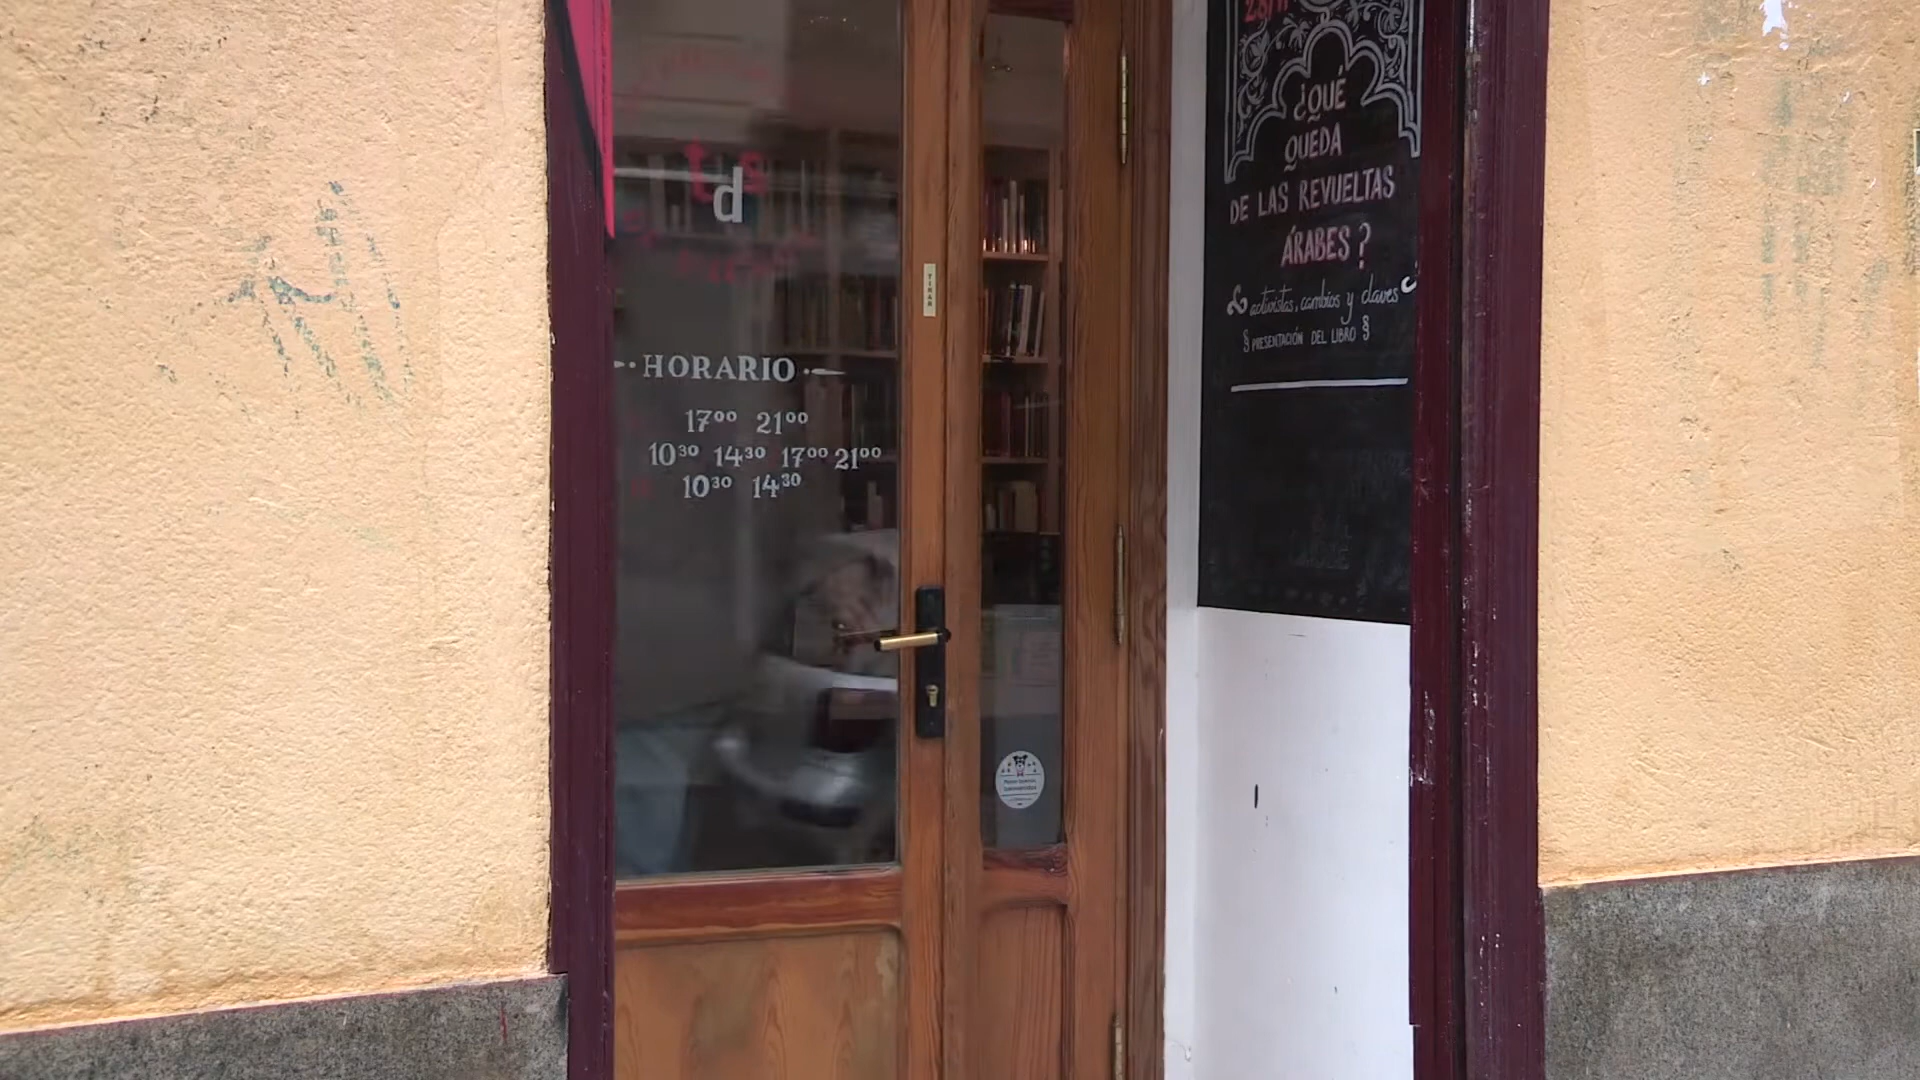 t d s
HORARIO
17⁰⁰ 21⁰⁰
10³⁰ 14³⁰ 17⁰⁰ 21⁰⁰
10³⁰ 14³⁰
TIRAR
¿QUÉ
QUEDA
DE LAS REVUELTAS
ÁRABES?
activistas, cambios y claves
§ PRESENTACIÓN DEL LIBRO §